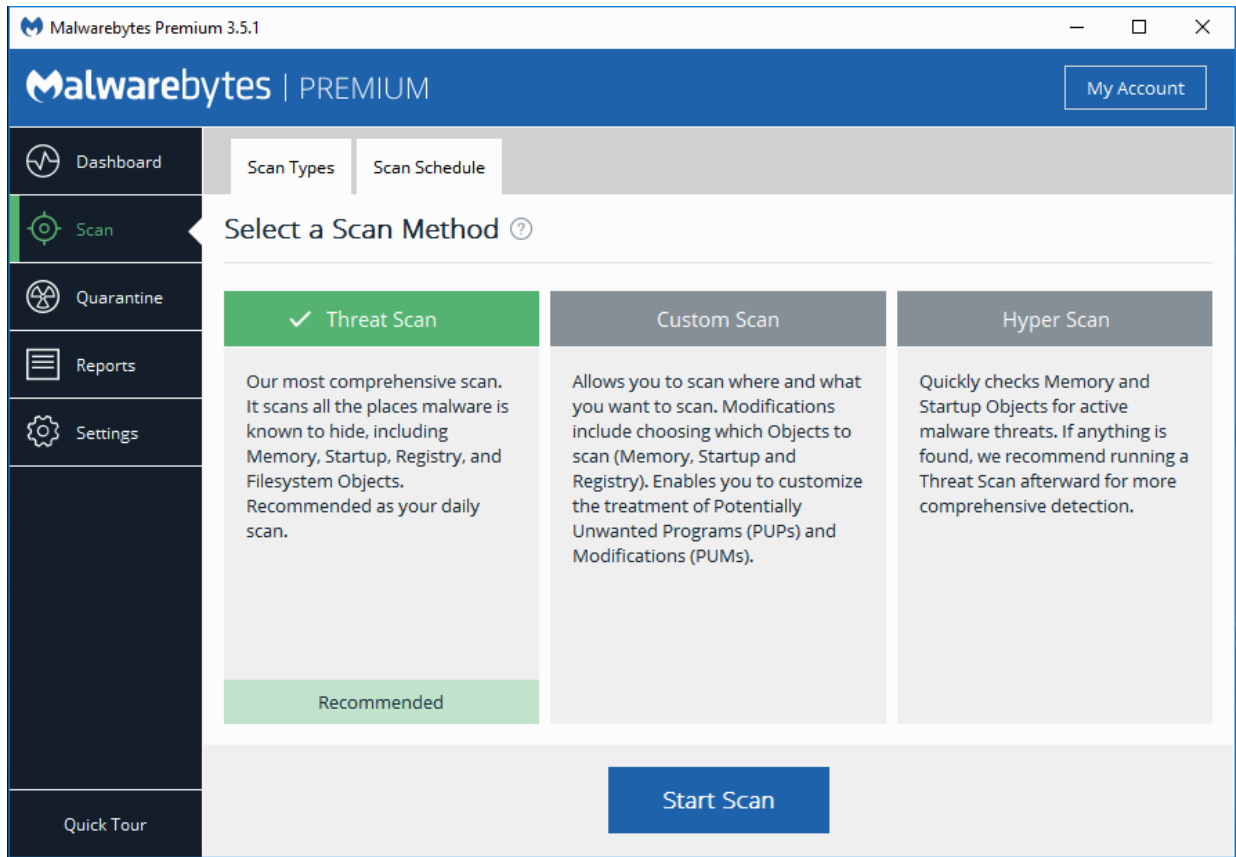 Malwarebytes Premium 3.5.1
Malwarebytes | PREMIUM
My Account
Dashboard
Scan
Quarantine
Reports
Settings
Quick Tour
Scan Types
Scan Schedule
Select a Scan Method ?
Threat Scan
Our most comprehensive scan.
It scans all the places malware is
known to hide, including
Memory, Startup, Registry, and
Filesystem Objects.
Recommended as your daily
scan.
Recommended
Custom Scan
Allows you to scan where and what
you want to scan. Modifications
include choosing which Objects to
scan (Memory, Startup and
Registry). Enables you to customize
the treatment of Potentially
Unwanted Programs (PUPs) and
Modifications (PUMs).
Hyper Scan
Quickly checks Memory and
Startup Objects for active
malware threats. If anything is
found, we recommend running a
Threat Scan afterward for more
comprehensive detection.
Start Scan